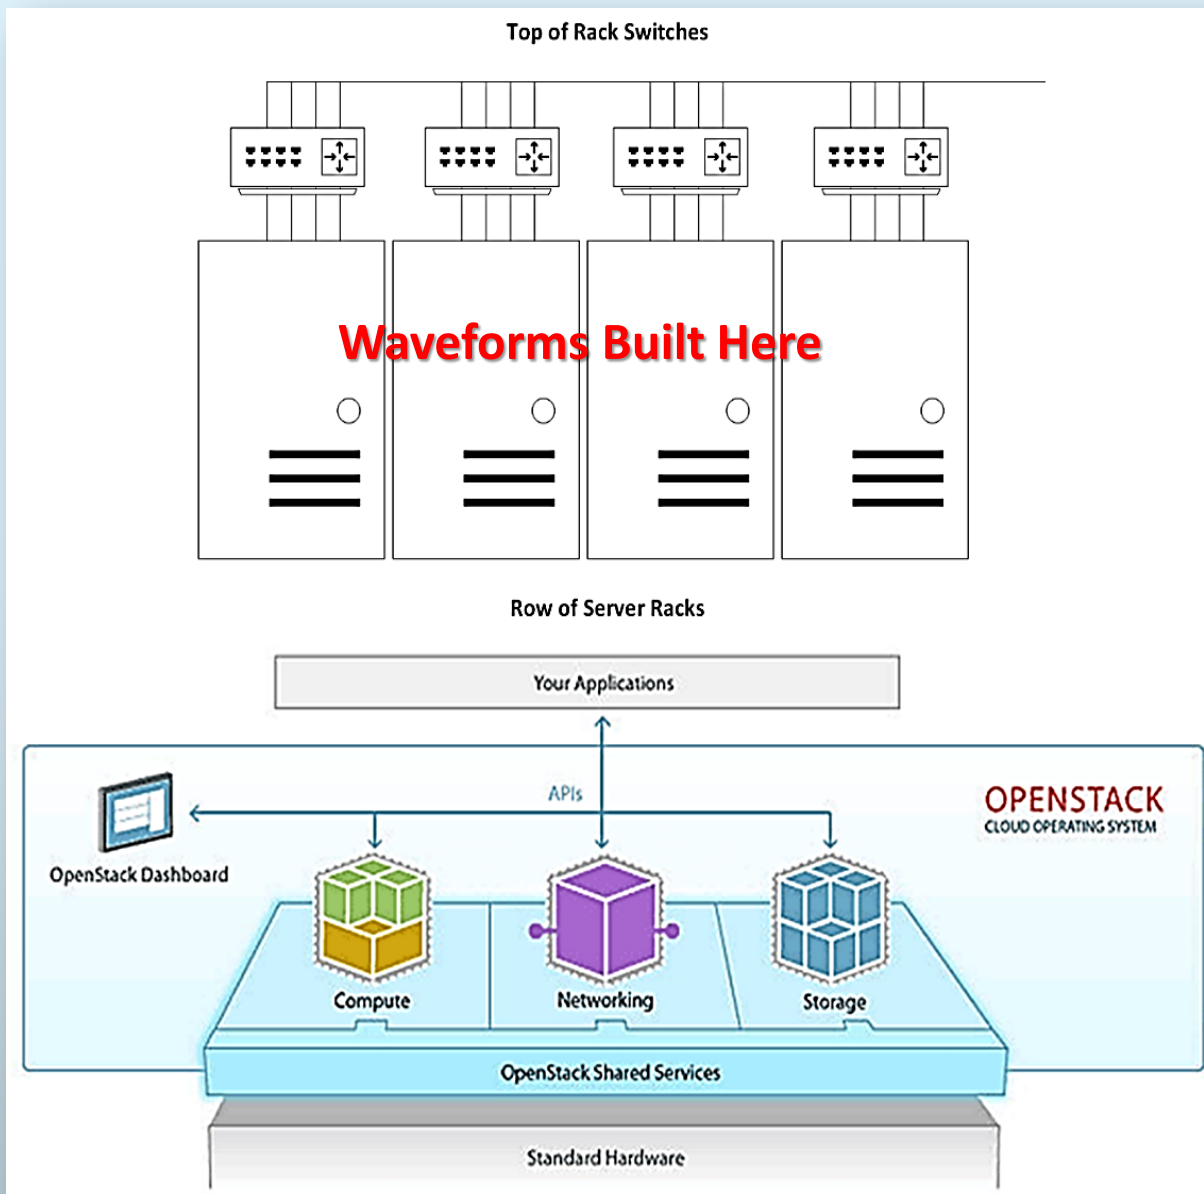 Top of Rack Switches
Waveforms Built Here
Row of Server Racks
Your Applications
APIs
OPENSTACK
CLOUD OPERATING SYSTEM
OpenStack Dashboard
Compute
Networking
Storage
OpenStack Shared Services
Standard Hardware